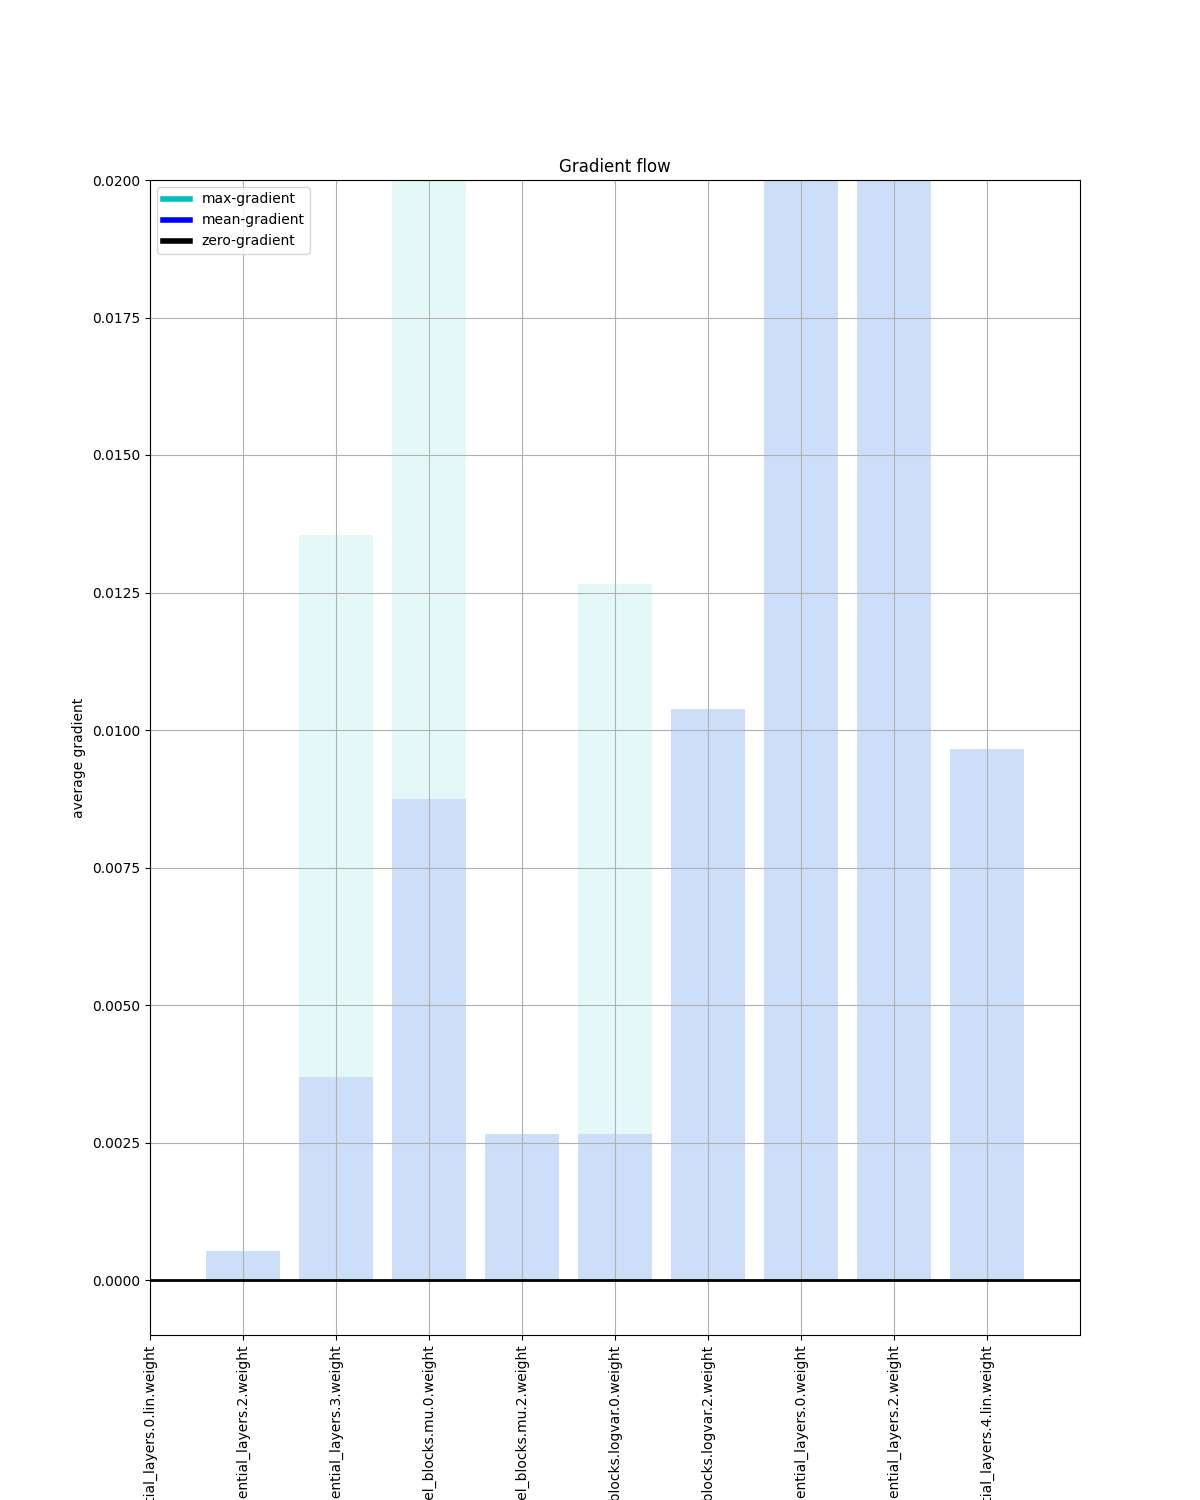 Gradient flow
max-gradient
mean-gradient
zero-gradient
average gradient
0.0200
0.0175
0.0150
0.0125
0.0100
0.0075
0.0050
0.0025
0.0000
tial_layers.0.lin.weight
ential_layers.2.weight
ential_layers.3.weight
el_blocks.mu.0.weight
el_blocks.mu.2.weight
blocks.logvar.0.weight
blocks.logvar.2.weight
ential_layers.0.weight
ential_layers.2.weight
tial_layers.4.lin.weight